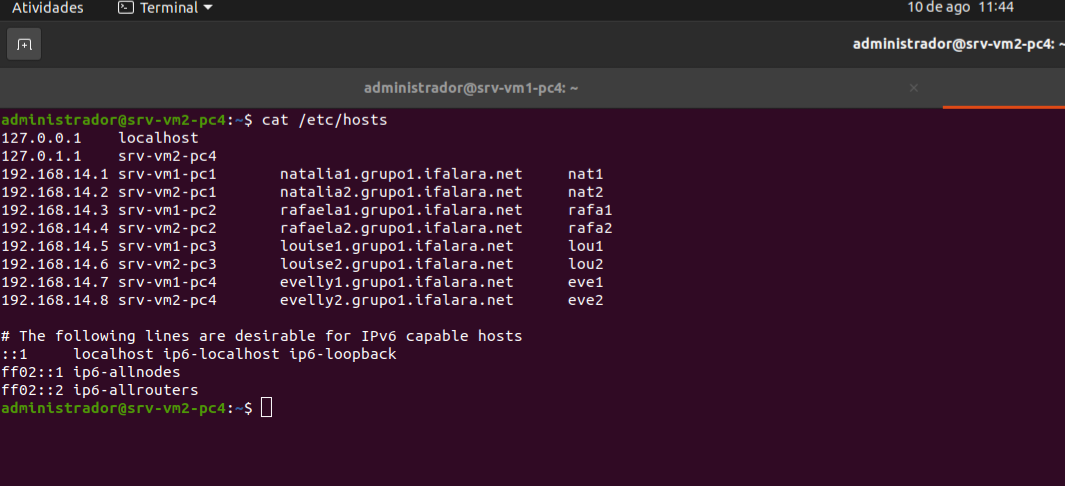 Atividades Terminal 10 de ago 11:44
administrador@srv-vm2-pc4: ~
administrador@srv-vm1-pc4: ~ ×
administrador@srv-vm2-pc4:~$ cat /etc/hosts
127.0.0.1 localhost
127.0.1.1 srv-vm2-pc4
192.168.14.1 srv-vm1-pc1 natalia1.grupo1.ifalara.net nat1
192.168.14.2 srv-vm2-pc1 natalia2.grupo1.ifalara.net nat2
192.168.14.3 srv-vm1-pc2 rafaela1.grupo1.ifalara.net rafa1
192.168.14.4 srv-vm2-pc2 rafaela2.grupo1.ifalara.net rafa2
192.168.14.5 srv-vm1-pc3 louise1.grupo1.ifalara.net lou1
192.168.14.6 srv-vm2-pc3 louise2.grupo1.ifalara.net lou2
192.168.14.7 srv-vm1-pc4 evelly1.grupo1.ifalara.net eve1
192.168.14.8 srv-vm2-pc4 evelly2.grupo1.ifalara.net eve2
# The following lines are desirable for IPv6 capable hosts
::1 localhost ip6-localhost ip6-loopback
ff02::1 ip6-allnodes
ff02::2 ip6-allrouters
administrador@srv-vm2-pc4:~$